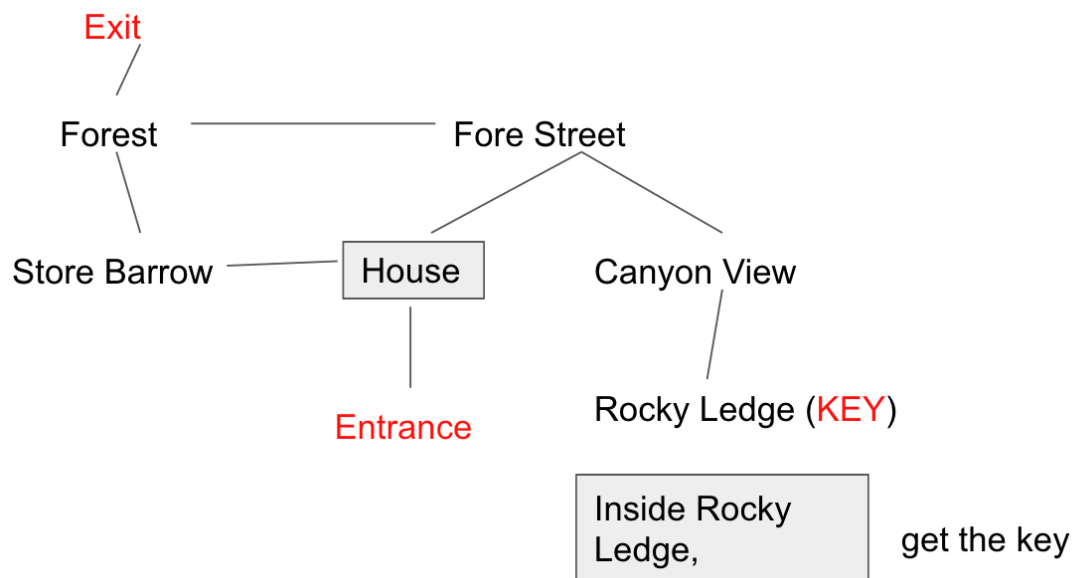 Exit
Forest
Fore Street
Store Barrow
House
Canyon View
Rocky Ledge (KEY)
Entrance
Inside Rocky
Ledge,
get the key